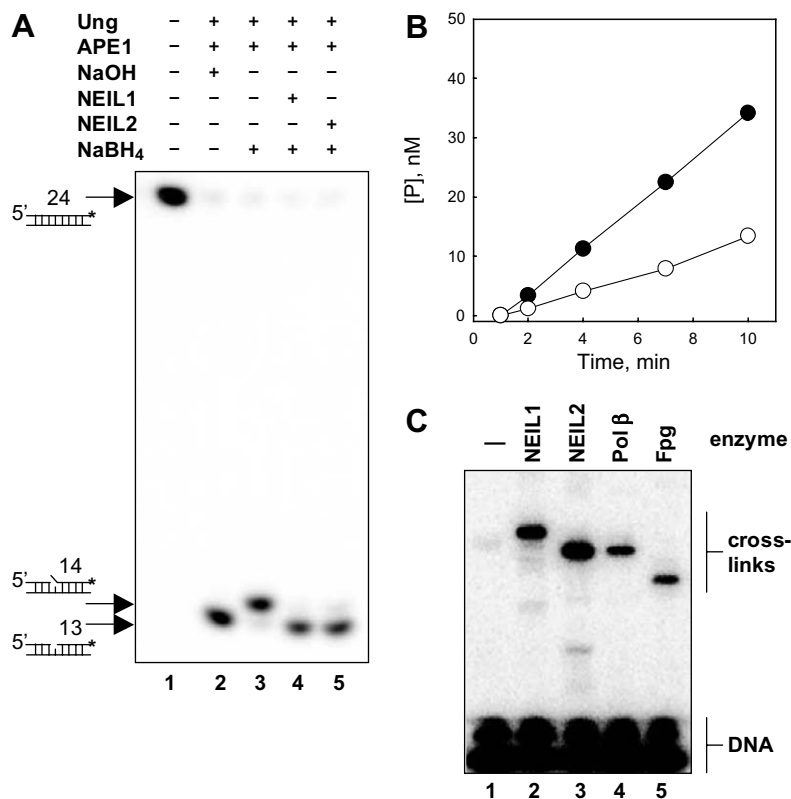 A
Ung – + + + +
APE1 – + + + +
NaOH – + – – –
NEIL1 – – – + –
NEIL2 – – – – +
NaBH4 – – + + +
24
5' *
14
5' *
13
5' *
1 2 3 4 5
B
[P], nM
50
40
30
20
10
0
0 2 4 6 8 10
Time, min
C
– NEIL1 NEIL2 Pol β Fpg enzyme
cross-
links
DNA
1 2 3 4 5